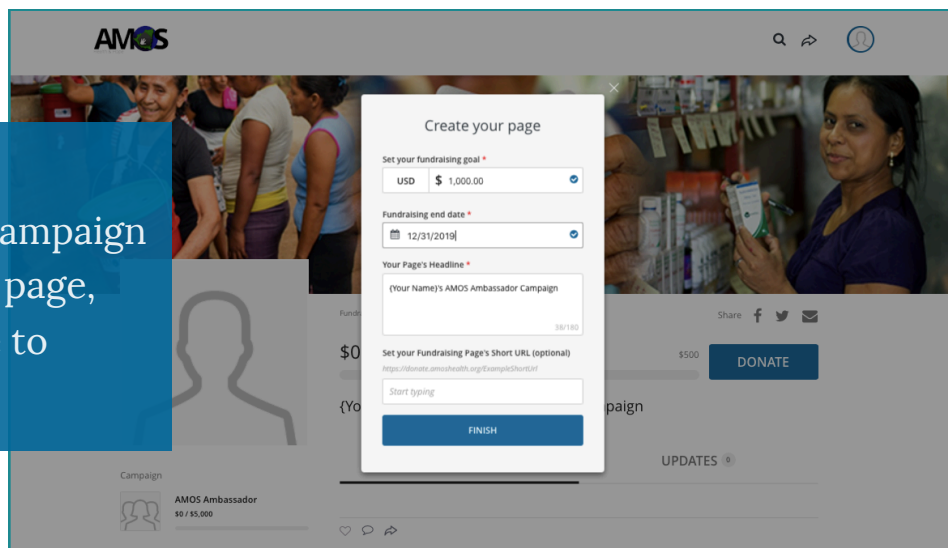 AMOS
ampaign
page,
to
Create your page
Set your fundraising goal *
USD $ 1,000.00
Fundraising end date *
12/31/2019
Your Page's Headline *
{Your Name}'s AMOS Ambassador Campaign
38/180
Set your Fundraising Page's Short URL (optional)
https://donate.amoshealth.org/ExampleShortUrl
Start typing
FINISH
Fundr
Share
$0
$500
DONATE
{Yo
paign
UPDATES 0
Campaign
AMOS Ambassador
$0 / $5,000